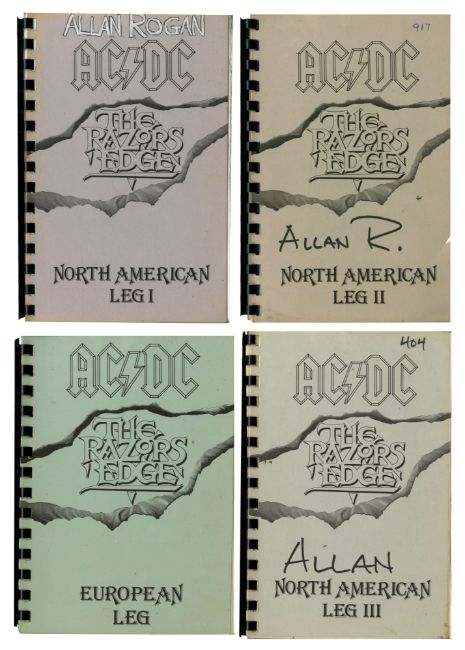 ALLAN ROGAN
AC⚡DC
THE
RAZORS
EDGE
NORTH AMERICAN
LEG I
917
AC⚡DC
THE
RAZORS
EDGE
ALLAN R.
NORTH AMERICAN
LEG II
AC⚡DC
THE
RAZORS
EDGE
EUROPEAN
LEG
404
AC⚡DC
THE
RAZORS
EDGE
ALLAN
NORTH AMERICAN
LEG III